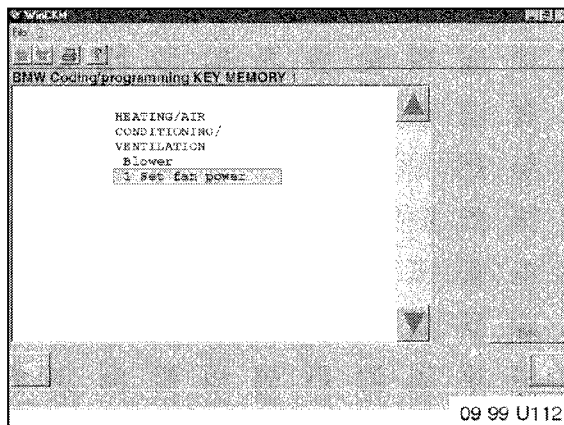 WinCKM
File ?
BMW Coding/programming KEY MEMORY
HEATING/AIR
CONDITIONING/
VENTILATION
Blower
1 Set fan power
09 99 U112